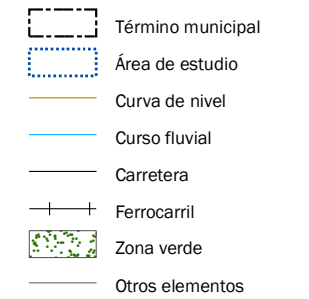 Término municipal
Área de estudio
Curva de nivel
Curso fluvial
Carretera
Ferrocarril
Zona verde
Otros elementos